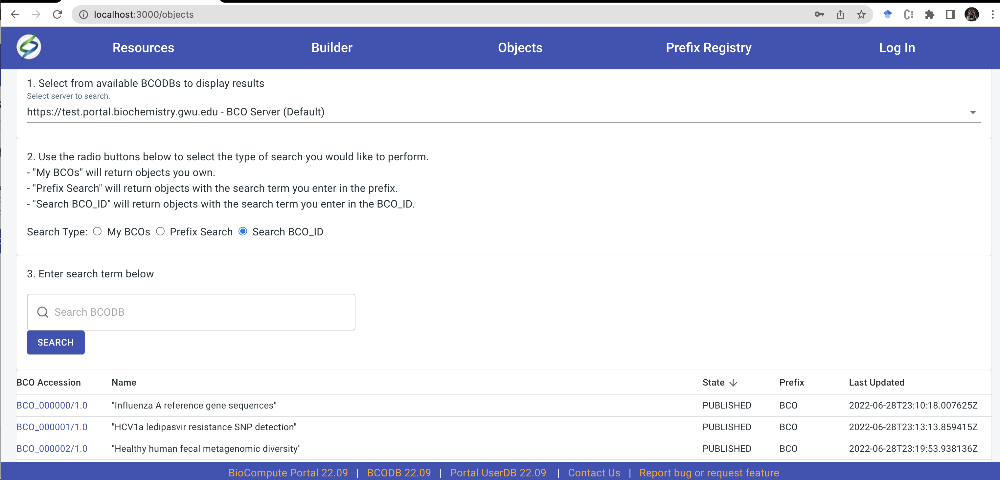 localhost:3000/objects
Resources Builder Objects Prefix Registry Log In
1. Select from available BCODBs to display results
Select server to search.
https://test.portal.biochemistry.gwu.edu - BCO Server (Default)
2. Use the radio buttons below to select the type of search you would like to perform.
- "My BCOs" will return objects you own.
- "Prefix Search" will return objects with the search term you enter in the prefix.
- "Search BCO_ID" will return objects with the search term you enter in the BCO_ID.
Search Type: My BCOs Prefix Search Search BCO_ID
3. Enter search term below
Search BCODB
SEARCH
BCO Accession Name State Prefix Last Updated
BCO_000000/1.0 "Influenza A reference gene sequences" PUBLISHED BCO 2022-06-28T23:10:18.007625Z
BCO_000001/1.0 "HCV1a ledipasvir resistance SNP detection" PUBLISHED BCO 2022-06-28T23:13:13.859415Z
BCO_000002/1.0 "Healthy human fecal metagenomic diversity" PUBLISHED BCO 2022-06-28T23:19:53.938136Z
BioCompute Portal 22.09 | BCODB 22.09 | Portal UserDB 22.09 | Contact Us | Report bug or request feature